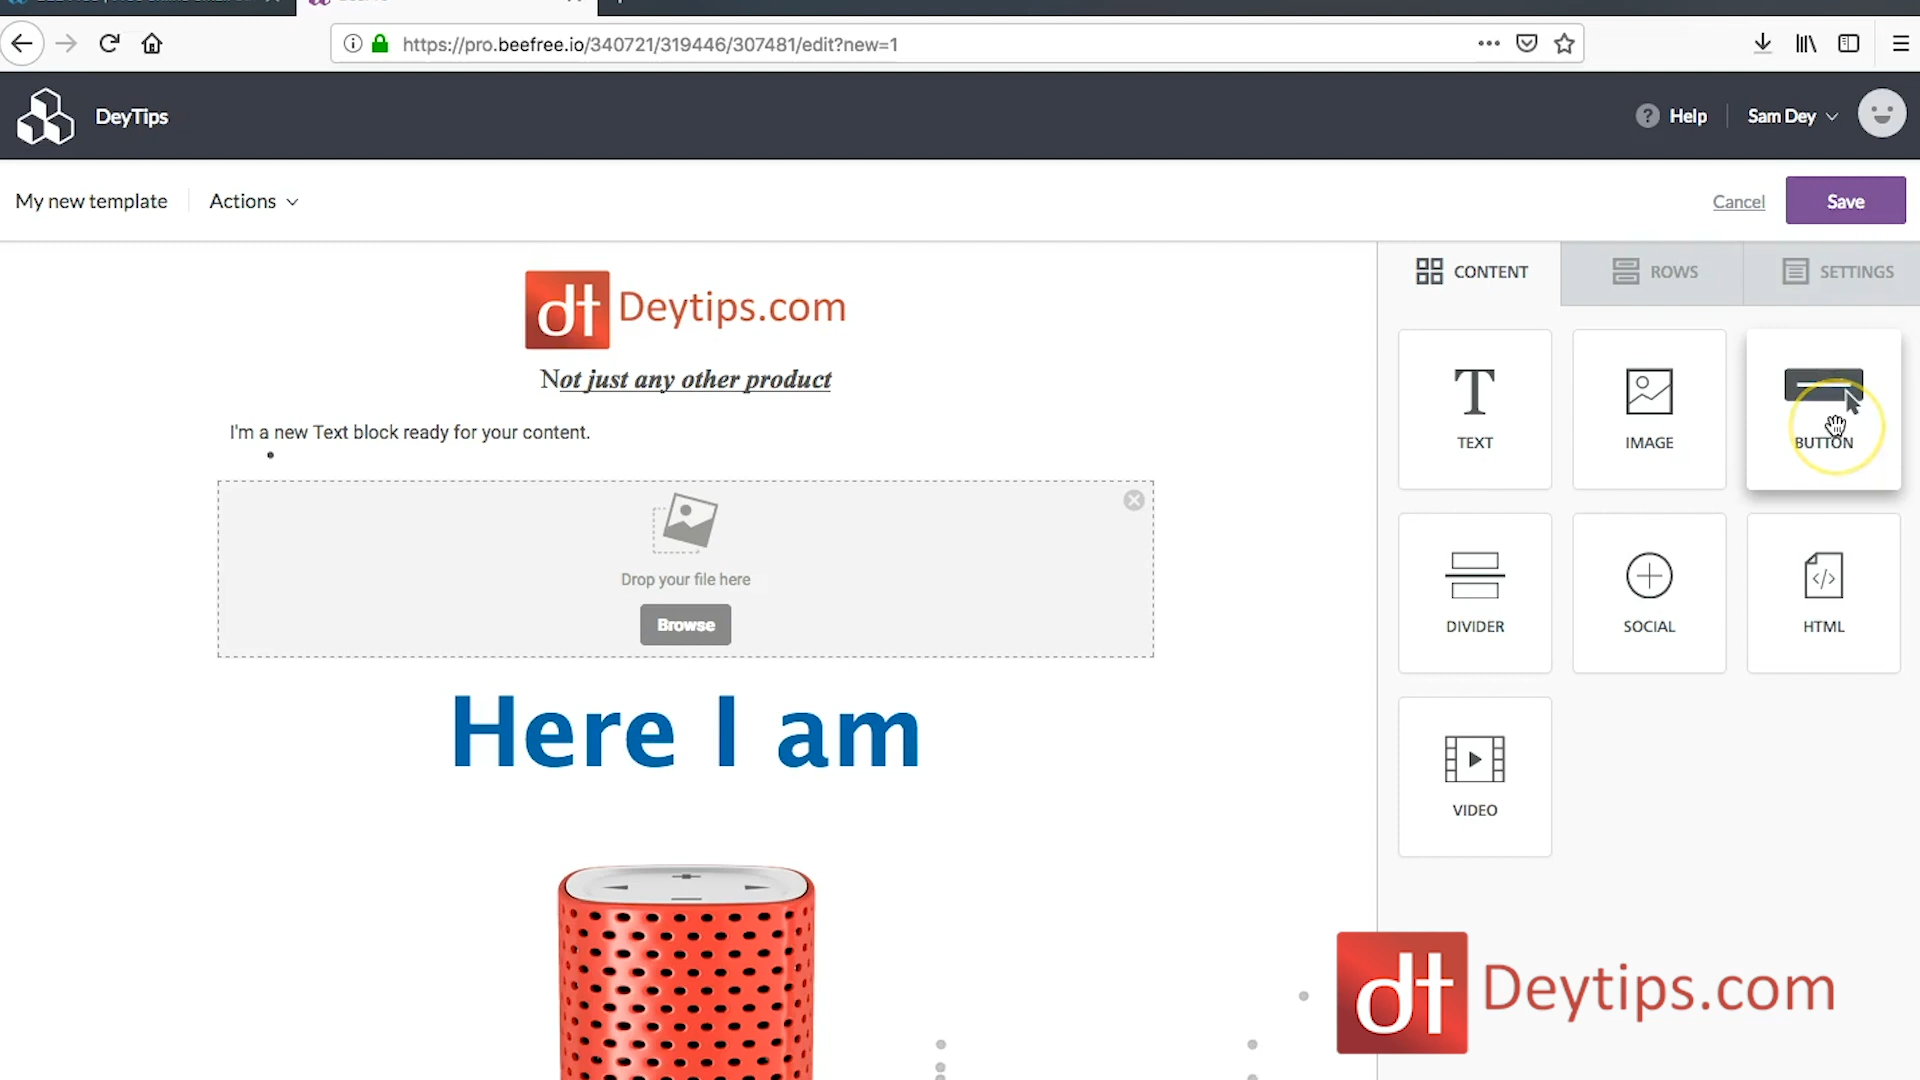 https://pro.beefree.io/340721/319446/307481/edit?new=1
DeyTips
Help
Sam Dey
My new template
Actions
Cancel
Save
dt Deytips.com
Not just any other product
I'm a new Text block ready for your content.
Drop your file here
Browse
Here I am
CONTENT
ROWS
SETTINGS
T
TEXT
IMAGE
BUTTON
DIVIDER
SOCIAL
HTML
VIDEO
dt Deytips.com